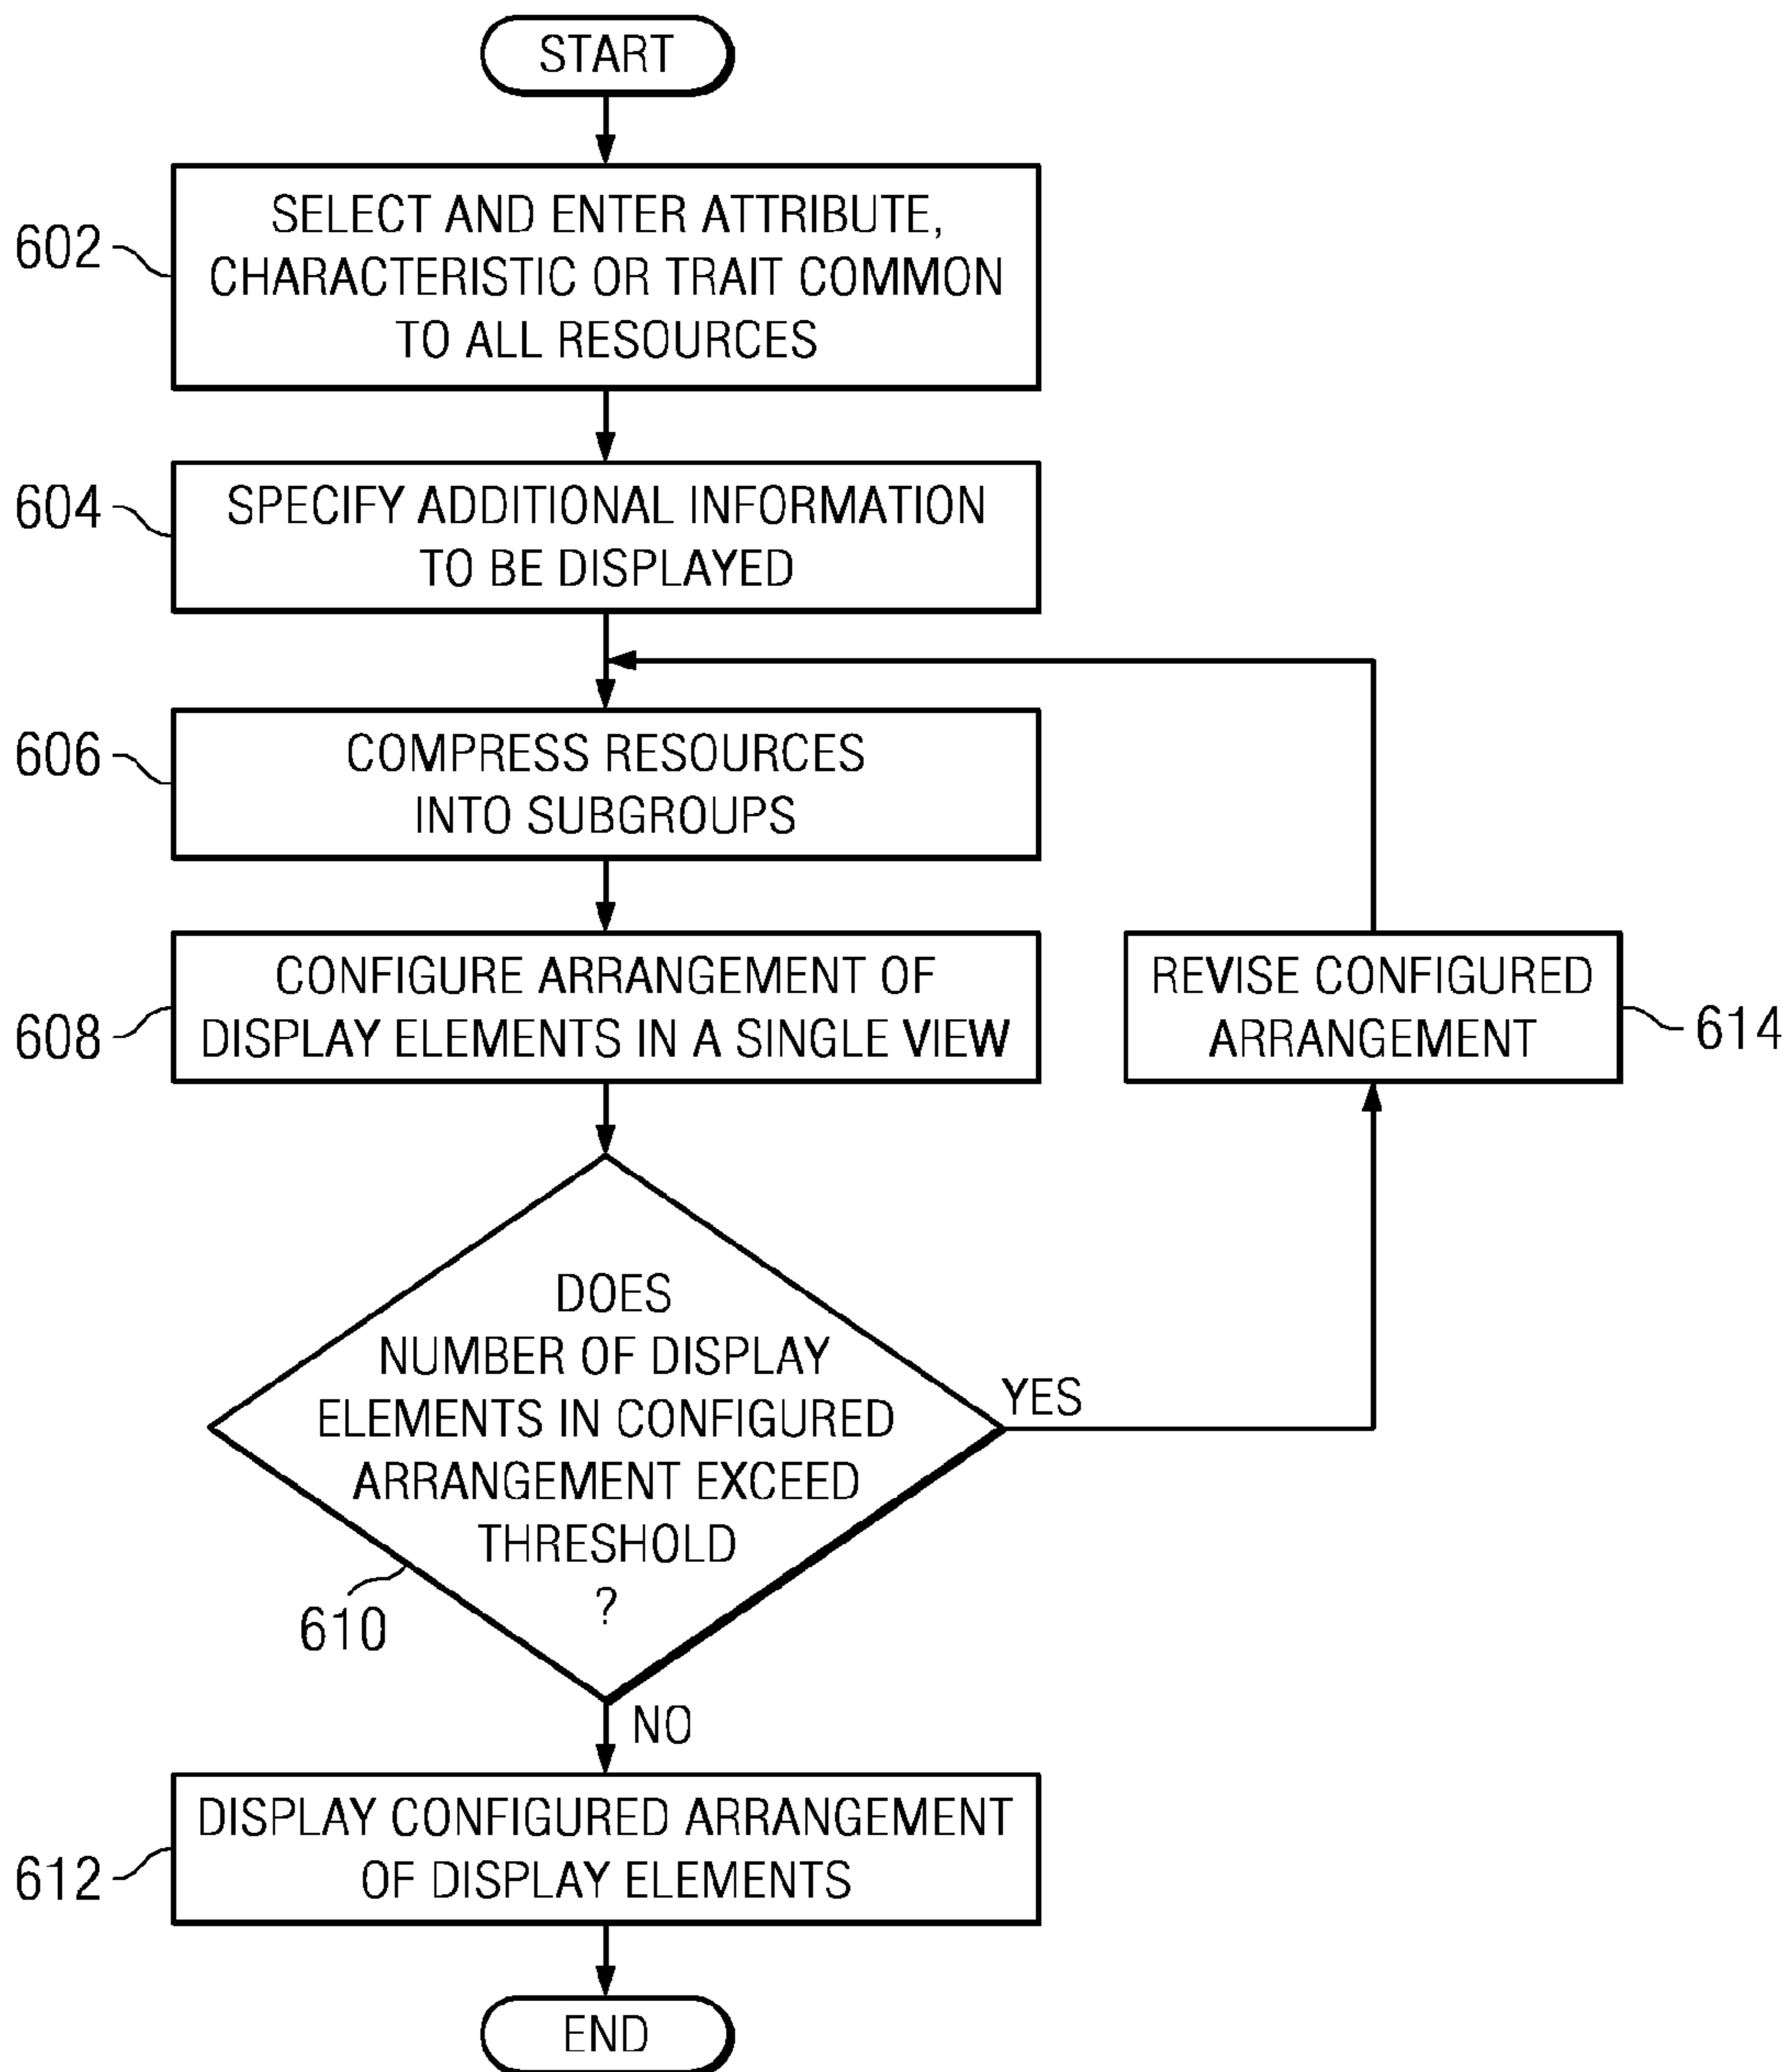 START
602
SELECT AND ENTER ATTRIBUTE,
CHARACTERISTIC OR TRAIT COMMON
TO ALL RESOURCES
604
SPECIFY ADDITIONAL INFORMATION
TO BE DISPLAYED
606
COMPRESS RESOURCES
INTO SUBGROUPS
608
CONFIGURE ARRANGEMENT OF
DISPLAY ELEMENTS IN A SINGLE VIEW
REVISE CONFIGURED
ARRANGEMENT
614
DOES
NUMBER OF DISPLAY
ELEMENTS IN CONFIGURED
ARRANGEMENT EXCEED
THRESHOLD
?
YES
610
NO
612
DISPLAY CONFIGURED ARRANGEMENT
OF DISPLAY ELEMENTS
END